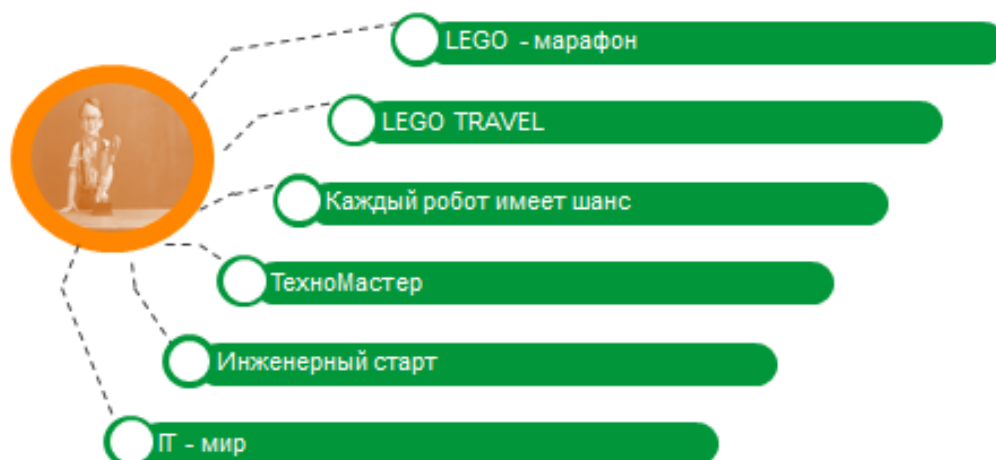 LEGO - марафон
LEGO TRAVEL
Каждый робот имеет шанс
ТехноМастер
Инженерный старт
IT - мир